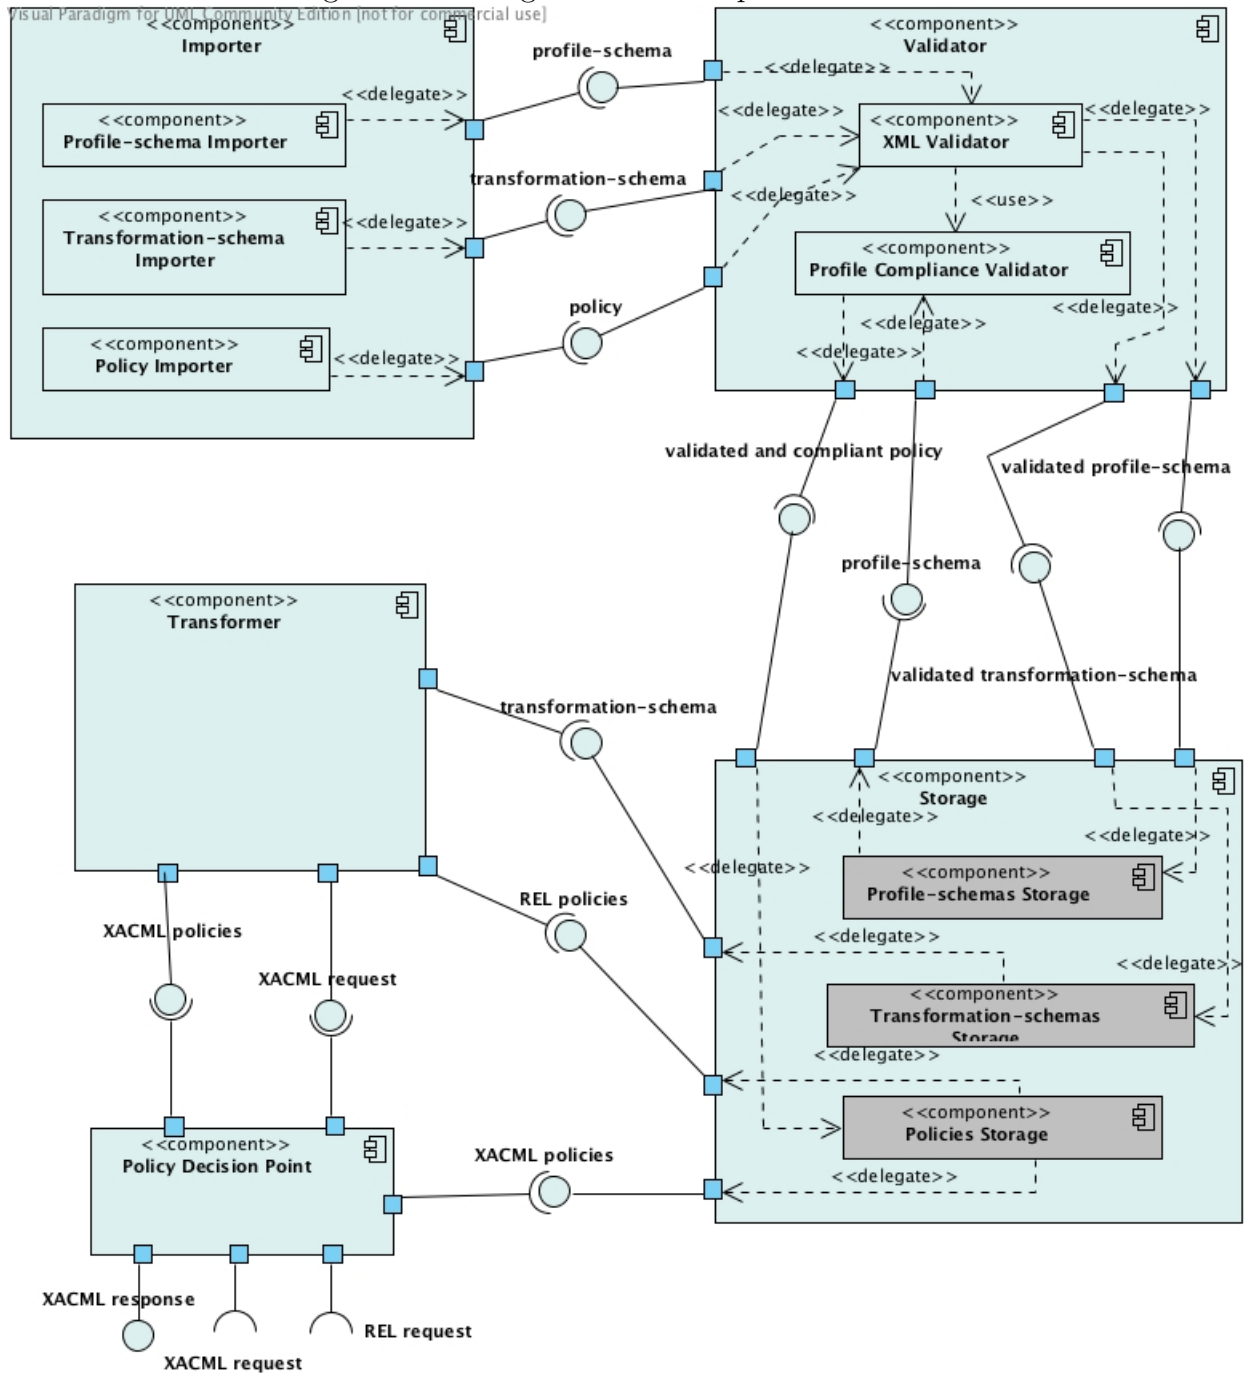 Visual Paradigm for UML Community Edition [not for commercial use]
<<component>>
Importer
<<delegate>>
<<component>>
Profile-schema Importer
<<component>>
Transformation-schema
Importer
<<delegate>>
<<component>>
Policy Importer
<<delegate>>
profile-schema
transformation-schema
policy
<<component>>
Validator
<<delegate>>
<<delegate>>
<<delegate>>
<<component>>
XML Validator
<<delegate>>
<<use>>
<<component>>
Profile Compliance Validator
<<delegate>>
<<delegate>>
<<delegate>>
validated and compliant policy
validated profile-schema
profile-schema
validated transformation-schema
<<component>>
Transformer
transformation-schema
REL policies
XACML policies
XACML request
<<component>>
Storage
<<delegate>>
<<delegate>>
<<delegate>>
<<component>>
Profile-schemas Storage
<<delegate>>
<<delegate>>
<<component>>
Transformation-schemas
Storage
<<delegate>>
<<component>>
Policies Storage
<<delegate>>
<<component>>
Policy Decision Point
XACML policies
XACML response
XACML request
REL request